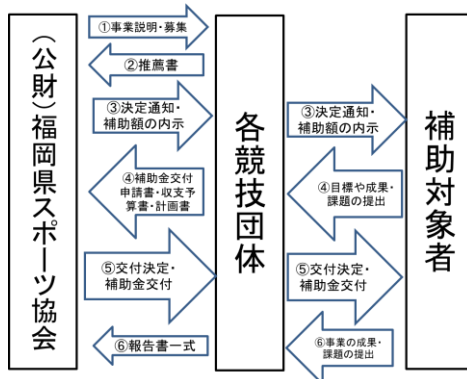 (公財)福岡県スポーツ協会
①事業説明・募集
②推薦書
③決定通知・
補助額の内示
④補助金交付
申請書・収支予
算書・計画書
⑤交付決定・
補助金交付
⑥報告書一式
各競技団体
③決定通知・
補助額の内示
④目標や成果・
課題の提出
⑤交付決定・
補助金交付
⑥事業の成果・
課題の提出
補助対象者